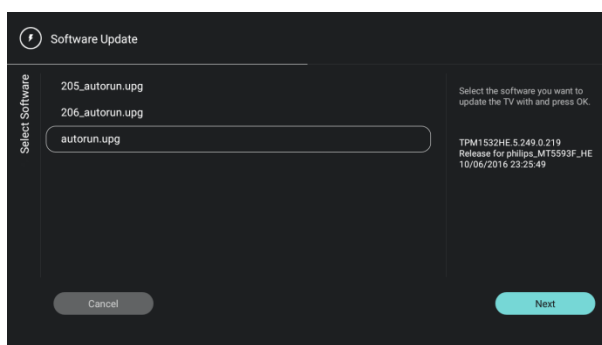 Software Update
Select Software
205_autorun.upg
206_autorun.upg
autorun.upg
Select the software you want to
update the TV with and press OK.
TPM1532HE.5.249.0.219
Release for philips_MT5593F_HE
10/06/2016 23:25:49
Cancel
Next